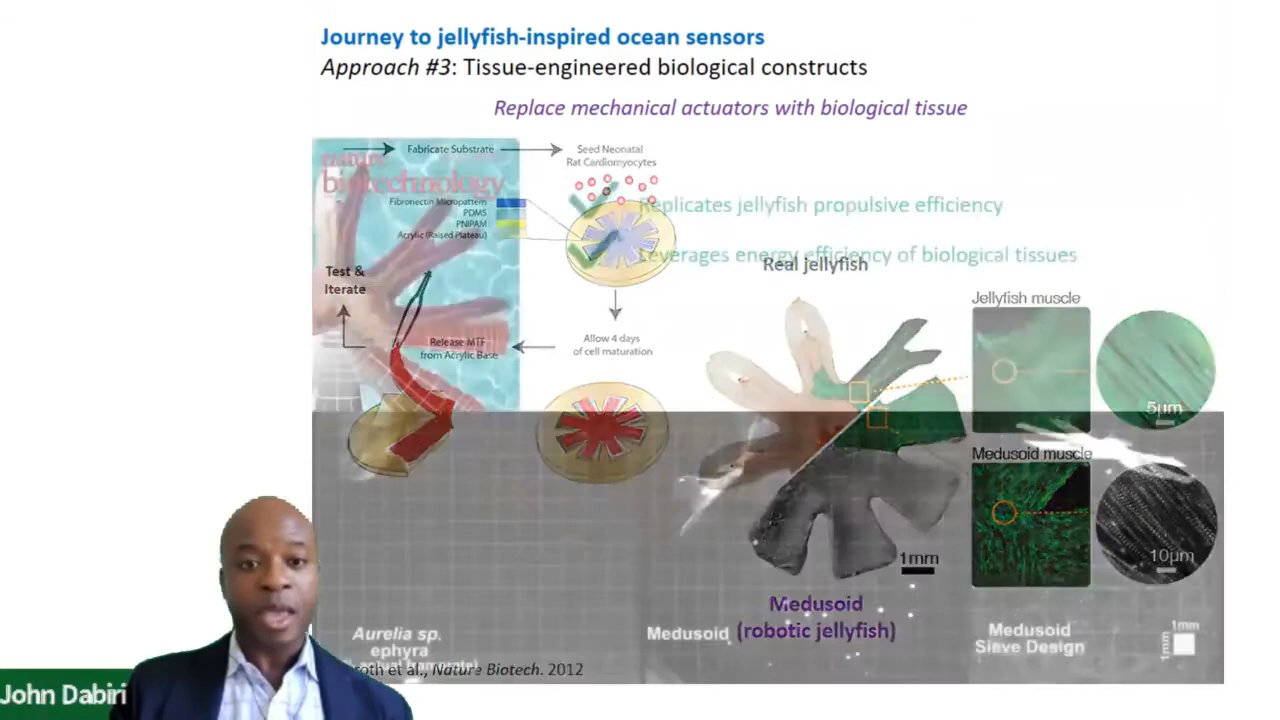 Journey to jellyfish-inspired ocean sensors
Approach #3: Tissue-engineered biological constructs
Replace mechanical actuators with biological tissue
Fabricate Substrate
Seed Neonatal
Rat Cardiomyocytes
nature
biotechnology
Fibronectin Micropattern
PDMS
PNIPAM
Acrylic (Raised Plateau)
Replicates jellyfish propulsive efficiency
Leverages energy efficiency of biological tissues
Real jellyfish
Test &
Iterate
Release MTF
from Acrylic Base
Allow 4 days
of cell maturation
Jellyfish muscle
5µm
Medusoid muscle
10µm
1mm
Medusoid
(robotic jellyfish)
Aurelia sp.
ephyra
Medusoid
Medusoid
Sieve Design
1mm
1mm
roth et al., Nature Biotech. 2012
John Dabiri